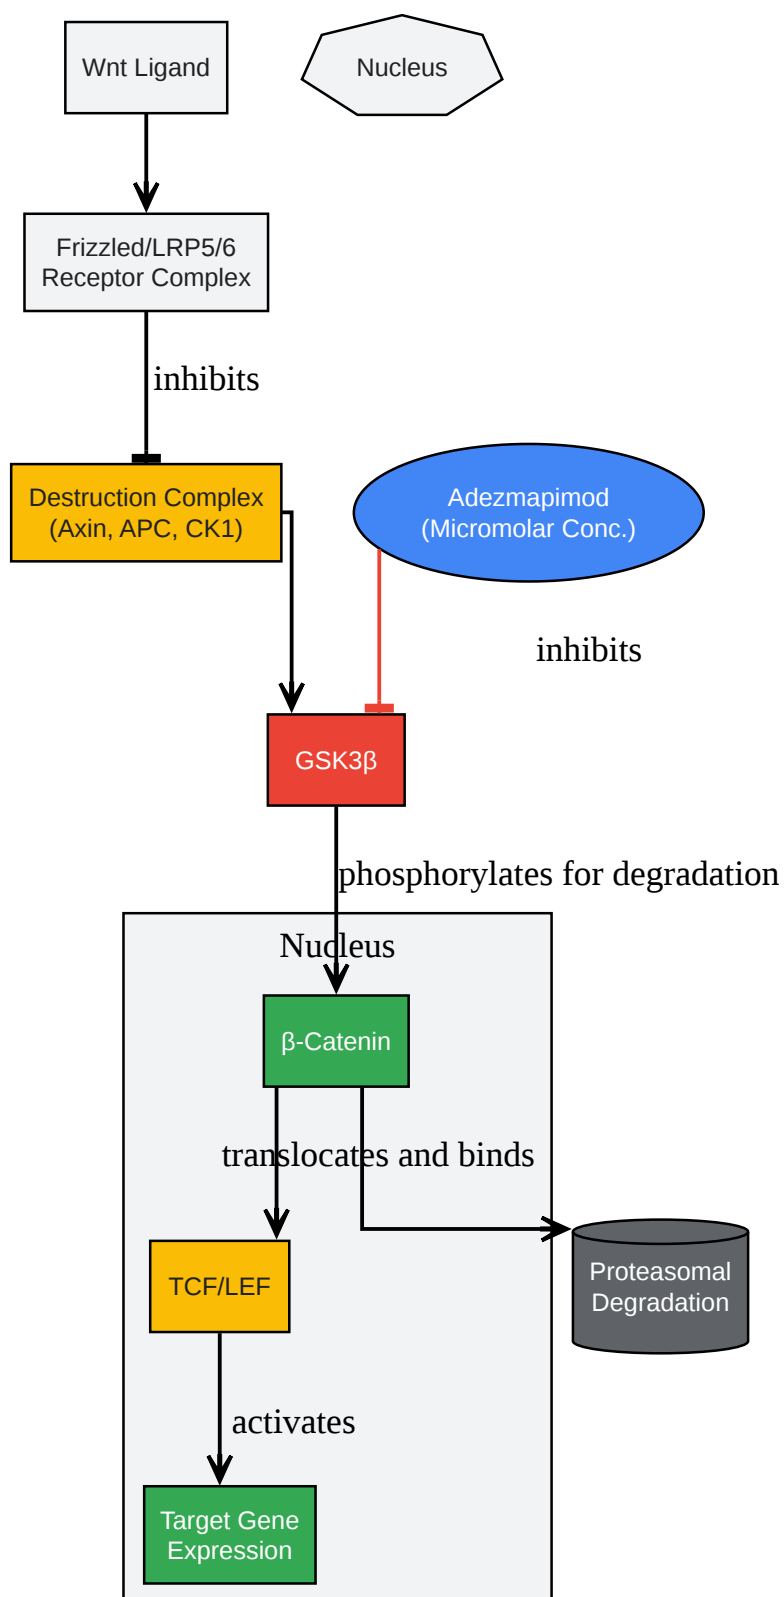 Wnt Ligand
Nucleus
Frizzled/LRP5/6
Receptor Complex
inhibits
Destruction Complex
(Axin, APC, CK1)
Adezmapimod
(Micromolar Conc.)
inhibits
GSK3β
phosphorylates for degradation
Nucleus
β-Catenin
translocates and binds
TCF/LEF
Proteasomal
Degradation
activates
Target Gene
Expression